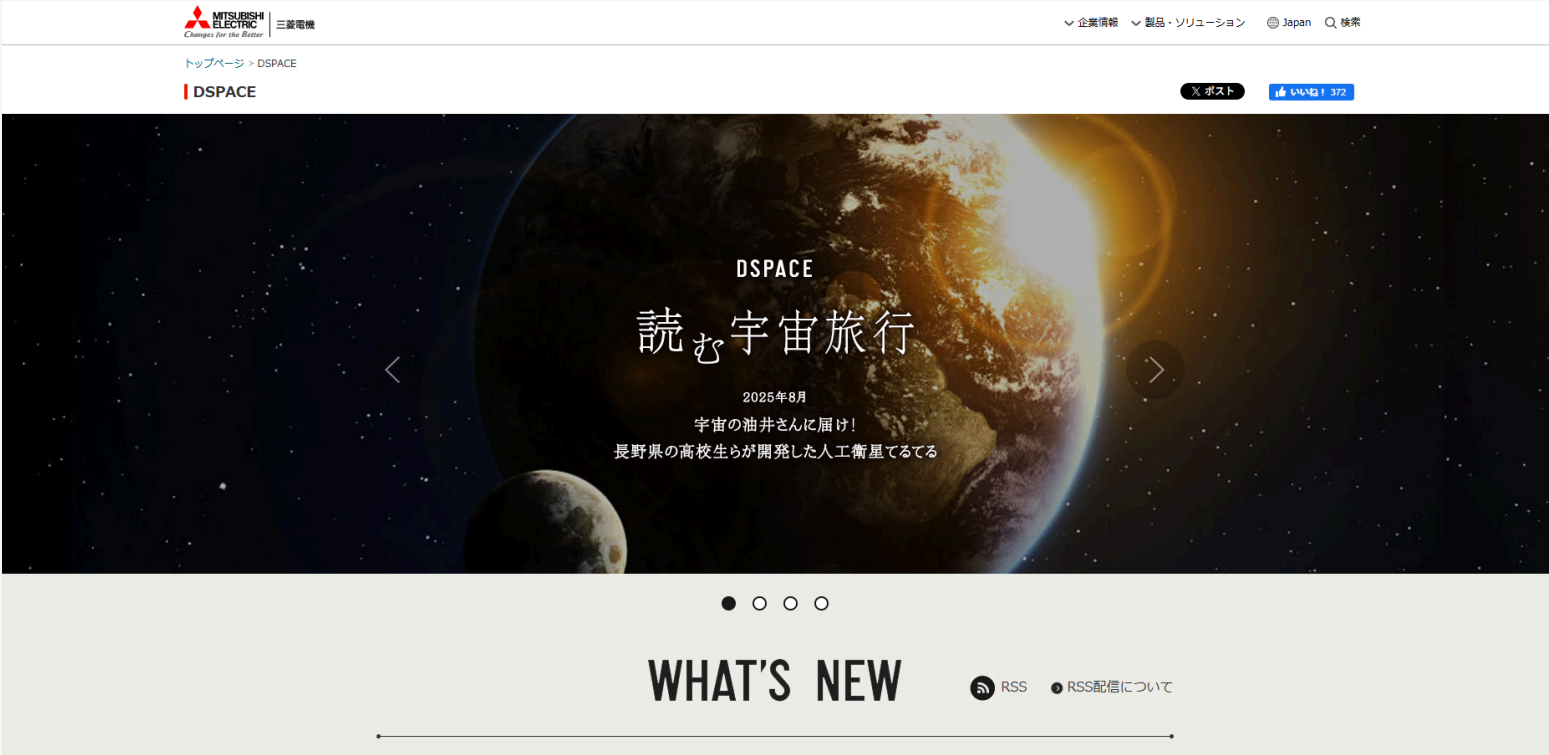 MITSUBISHI
ELECTRIC
Changes for the Better
三菱電機
企業情報 製品・ソリューション Japan 検索
トップページ > DSPACE
DSPACE
ポスト
いいね！ 372
DSPACE
読む宇宙旅行
2025年8月
宇宙の油井さんに届け！
長野県の高校生らが開発した人工衛星てるてる
WHAT'S NEW
RSS
RSS配信について